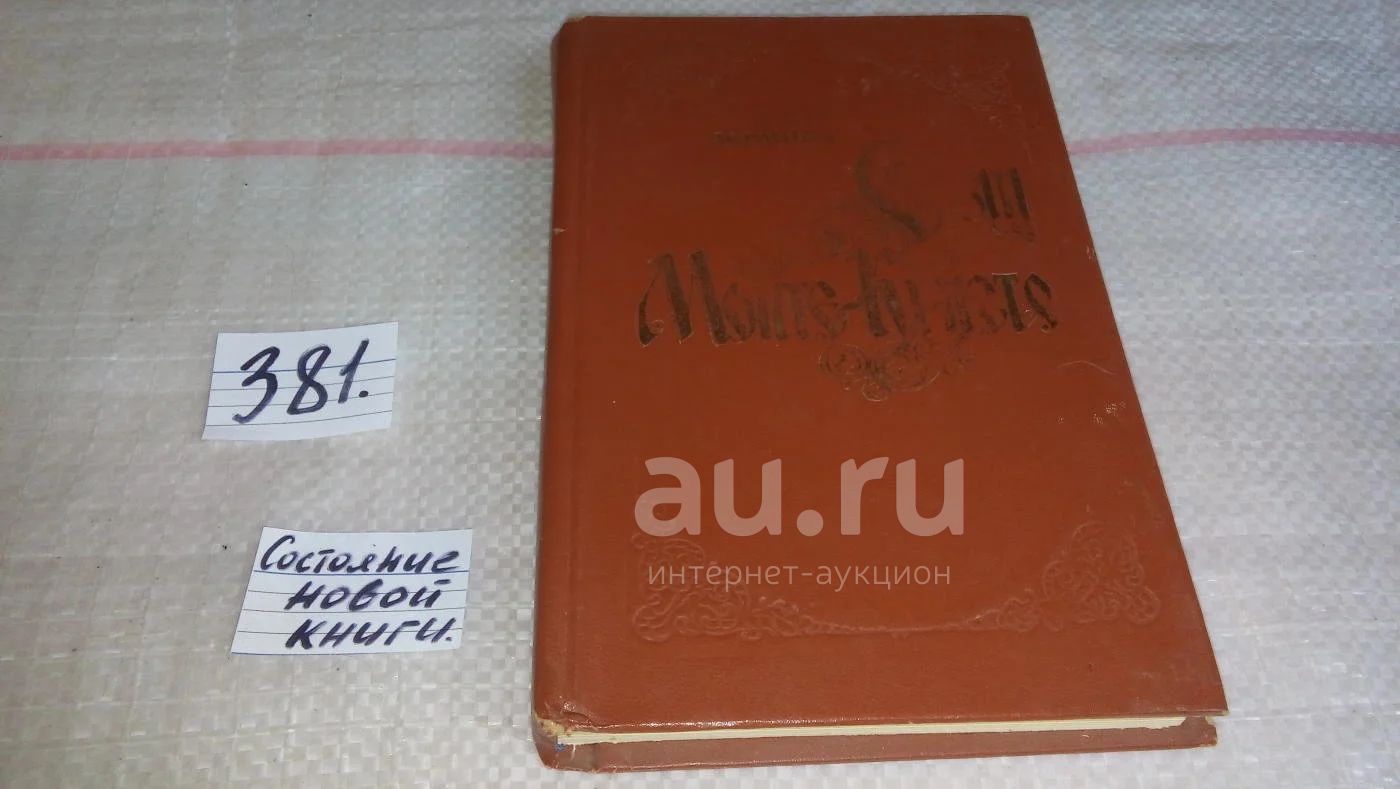 Монте-Кристо
381.
au.ru
интернет-аукцион
Состояние
новой
книги.